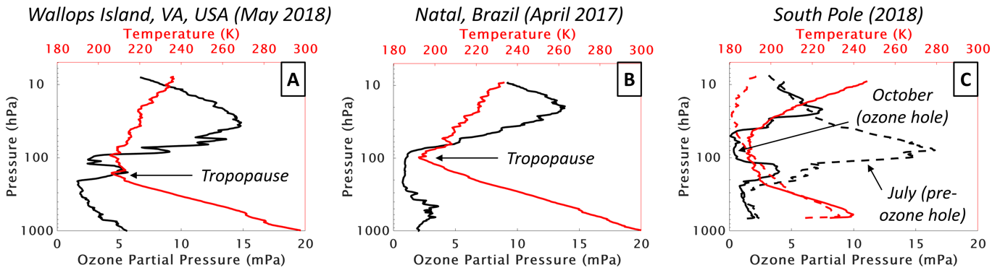 Wallops Island, VA, USA (May 2018)
Temperature (K)
180 200 220 240 260 280 300
10
100
1000
Pressure (hPa)
A
Tropopause
0 5 10 15 20
Ozone Partial Pressure (mPa)
Natal, Brazil (April 2017)
Temperature (K)
180 200 220 240 260 280 300
10
100
1000
Pressure (hPa)
B
Tropopause
0 5 10 15 20
Ozone Partial Pressure (mPa)
South Pole (2018)
Temperature (K)
180 200 220 240 260 280 300
10
100
1000
Pressure (hPa)
C
October
(ozone hole)
July (pre-
ozone hole)
0 5 10 15 20
Ozone Partial Pressure (mPa)